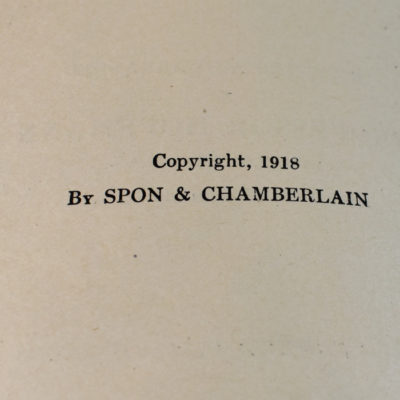 Copyright, 1918
By SPON & CHAMBERLAIN